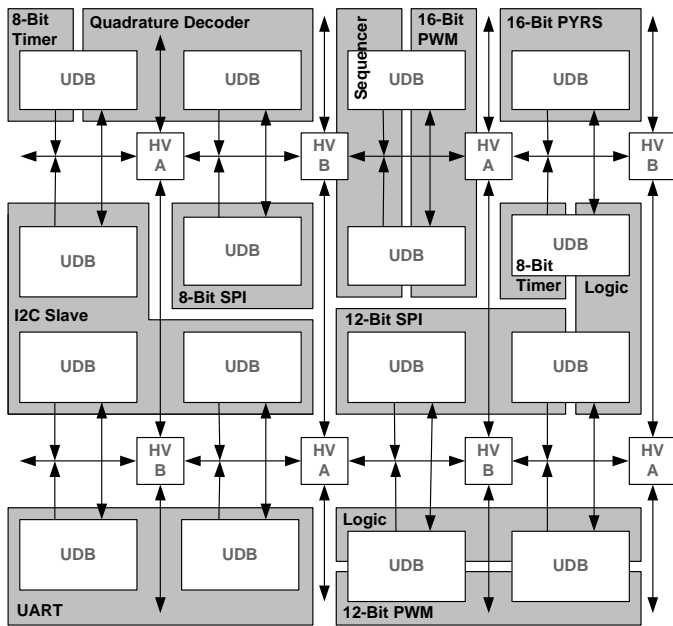 8-Bit
Timer
Quadrature Decoder
Sequencer
16-Bit
PWM
16-Bit PYRS
UDB
UDB
UDB
UDB
HV
A
HV
B
HV
A
HV
B
UDB
UDB
UDB
UDB
8-Bit SPI
8-Bit
Timer
Logic
I2C Slave
12-Bit SPI
UDB
UDB
UDB
UDB
HV
B
HV
A
HV
B
HV
A
Logic
UDB
UDB
UDB
UDB
UART
12-Bit PWM